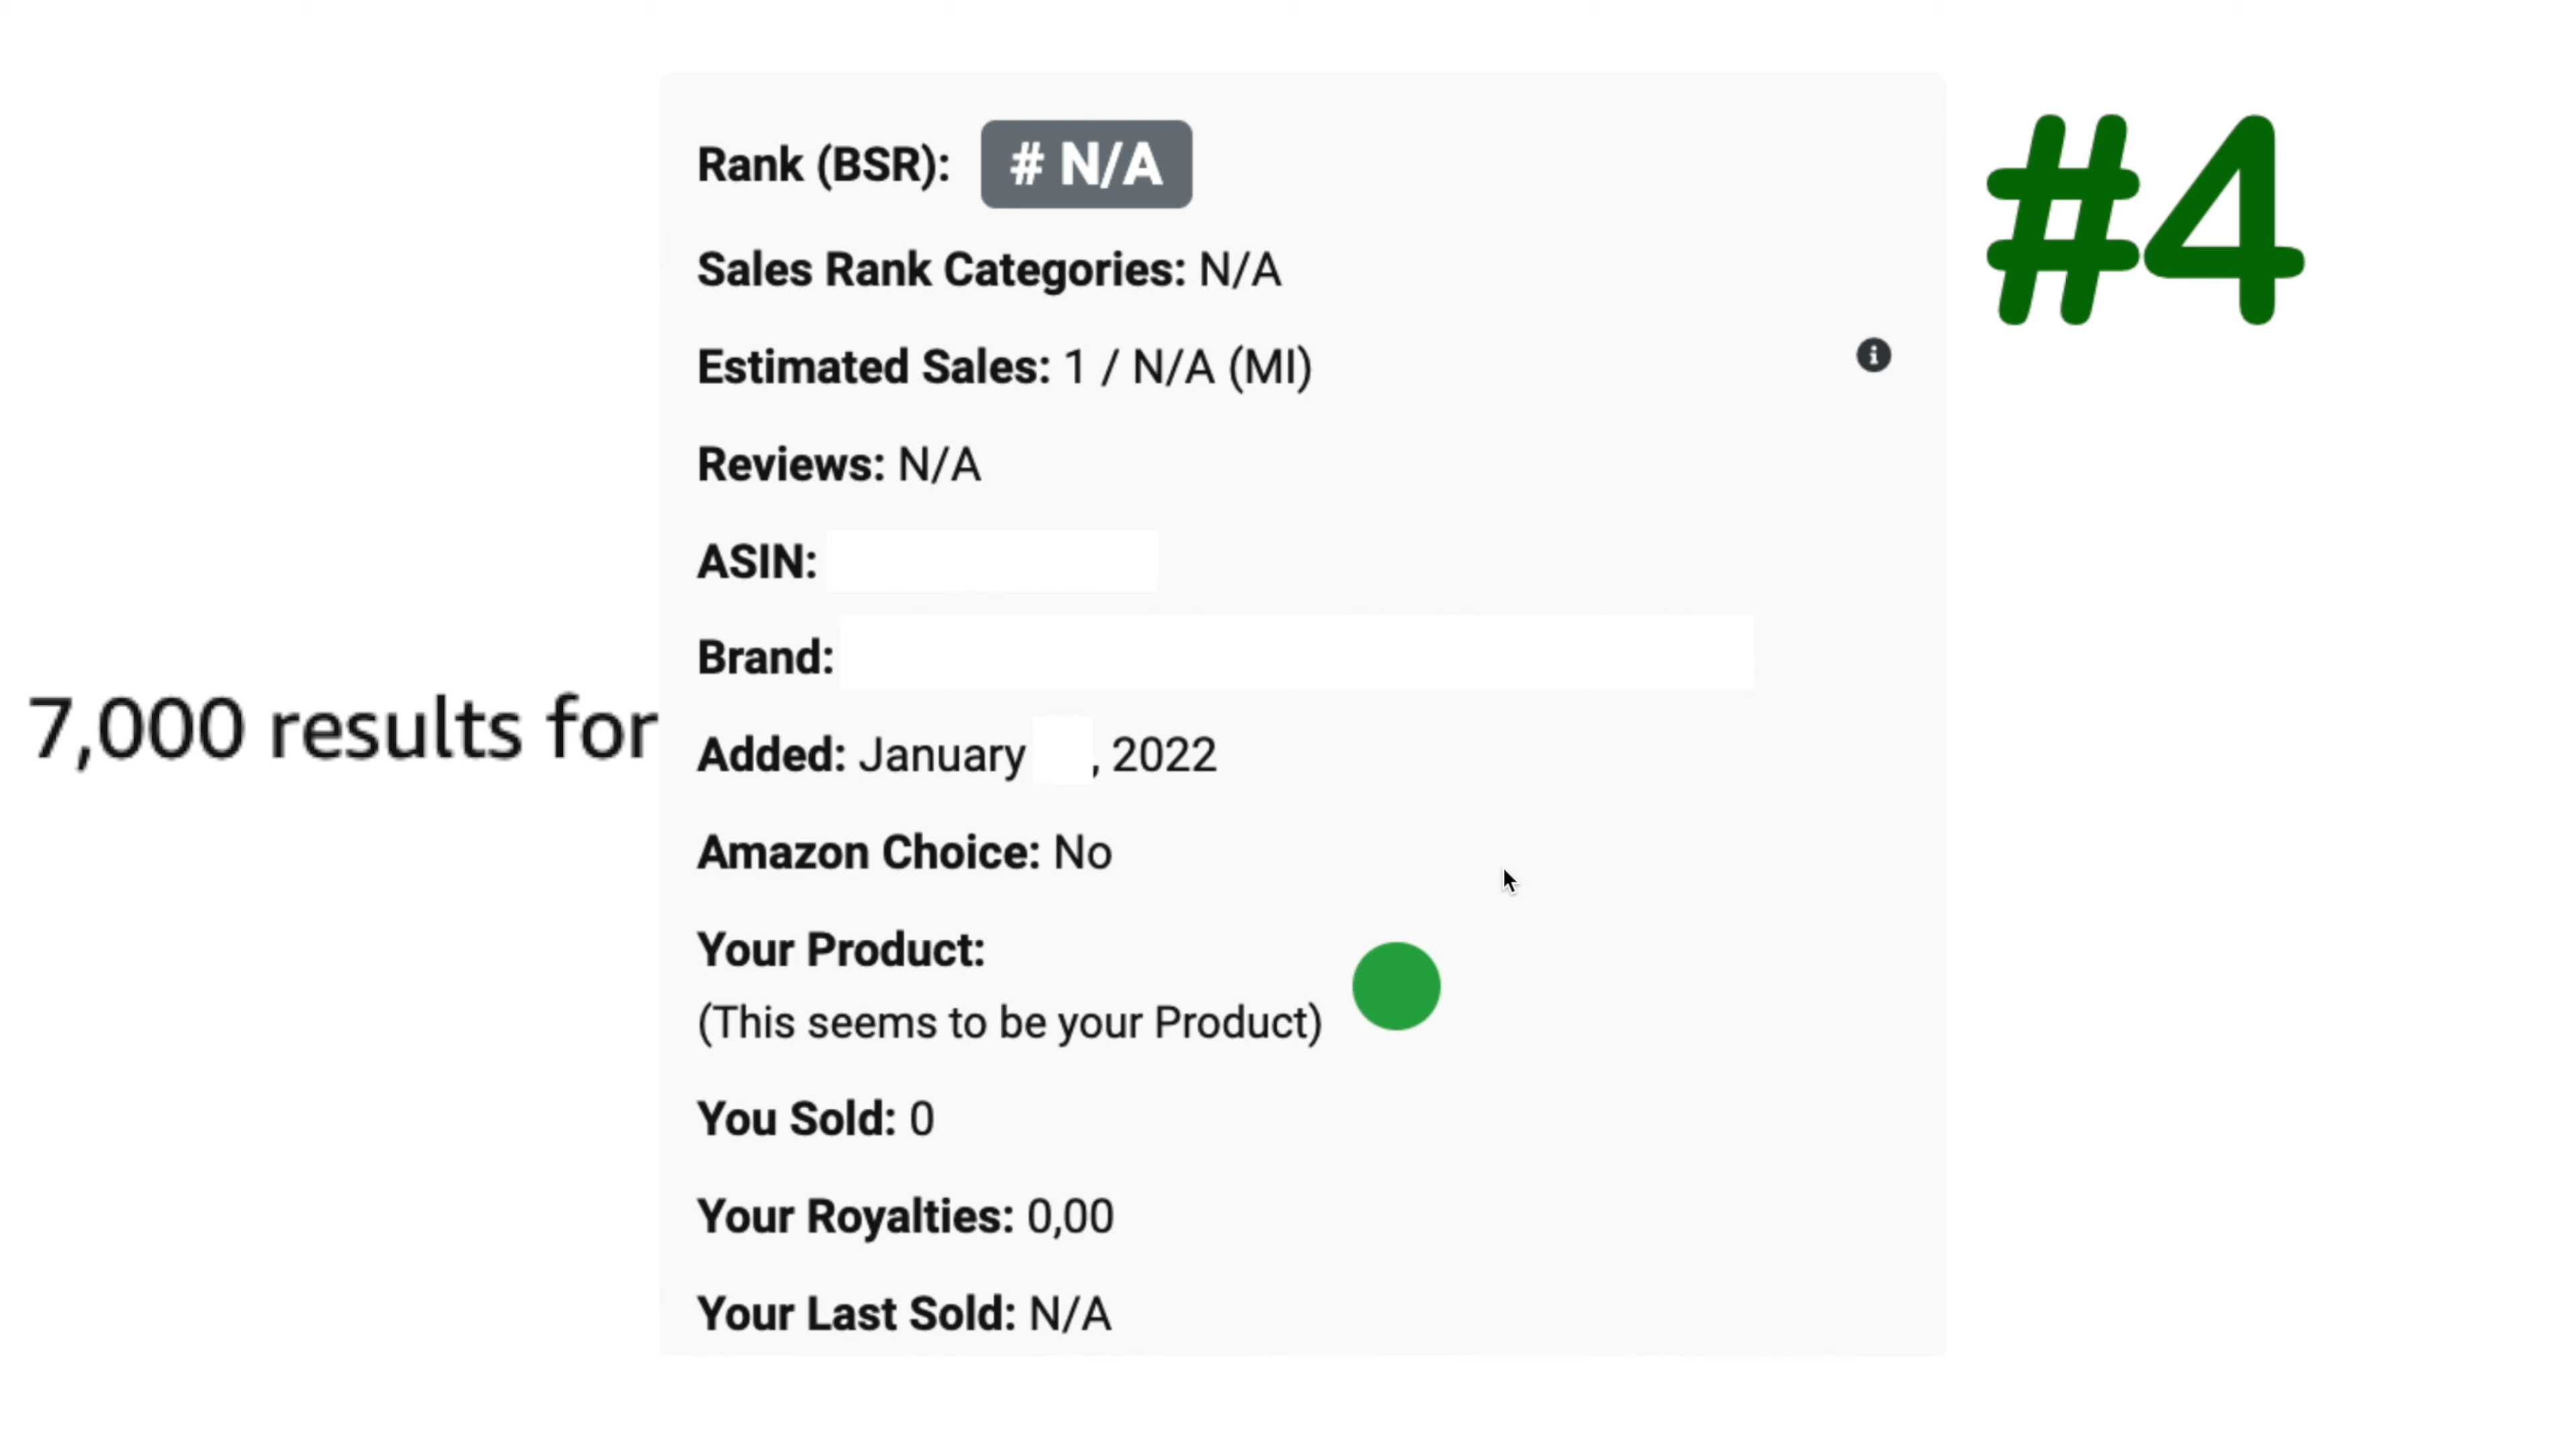 Rank (BSR): # N/A
#4
Sales Rank Categories: N/A
Estimated Sales: 1 / N/A (MI)
Reviews: N/A
ASIN:
Brand:
7,000 results for
Added: January , 2022
Amazon Choice: No
Your Product:
(This seems to be your Product)
You Sold: 0
Your Royalties: 0,00
Your Last Sold: N/A